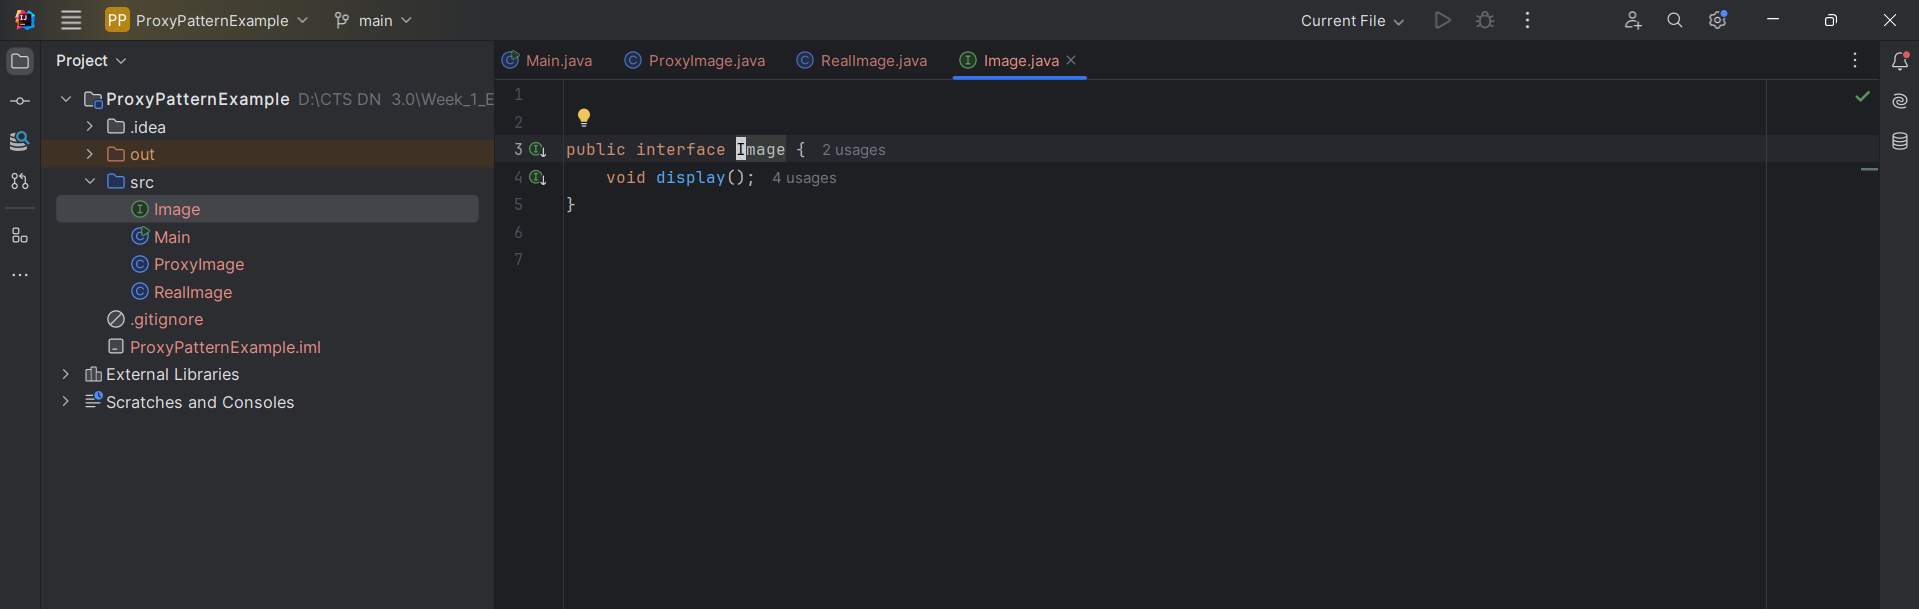 PP ProxyPatternExample main Current File
Project
Main.java ProxyImage.java RealImage.java Image.java
ProxyPatternExample D:\CTS DN 3.0\Week_1_E
.idea
out
src
Image
Main
ProxyImage
RealImage
.gitignore
ProxyPatternExample.iml
External Libraries
Scratches and Consoles
1
2
3 public interface Image { 2 usages
4 void display(); 4 usages
5 }
6
7